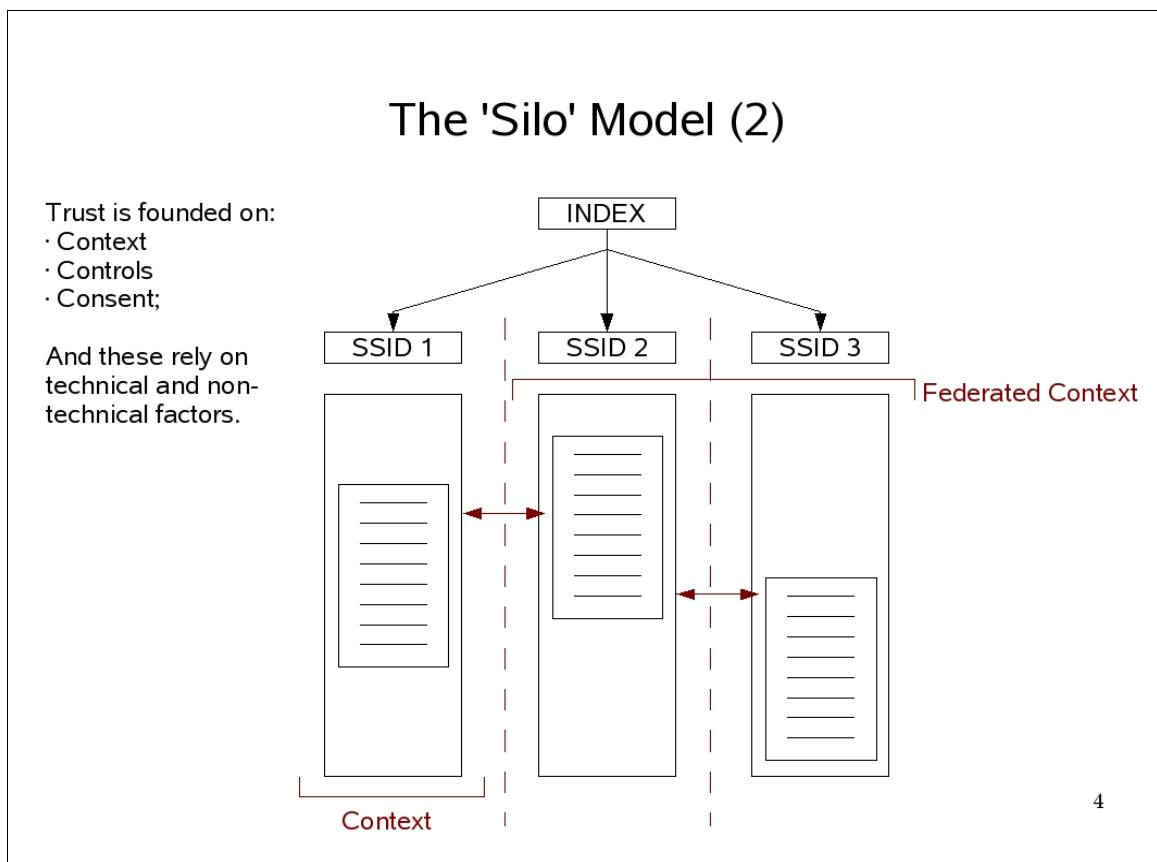 The 'Silo' Model (2)
Trust is founded on:
· Context
· Controls
· Consent;
And these rely on
technical and non-
technical factors.
INDEX
SSID 1
SSID 2
SSID 3
Federated Context
Context
4